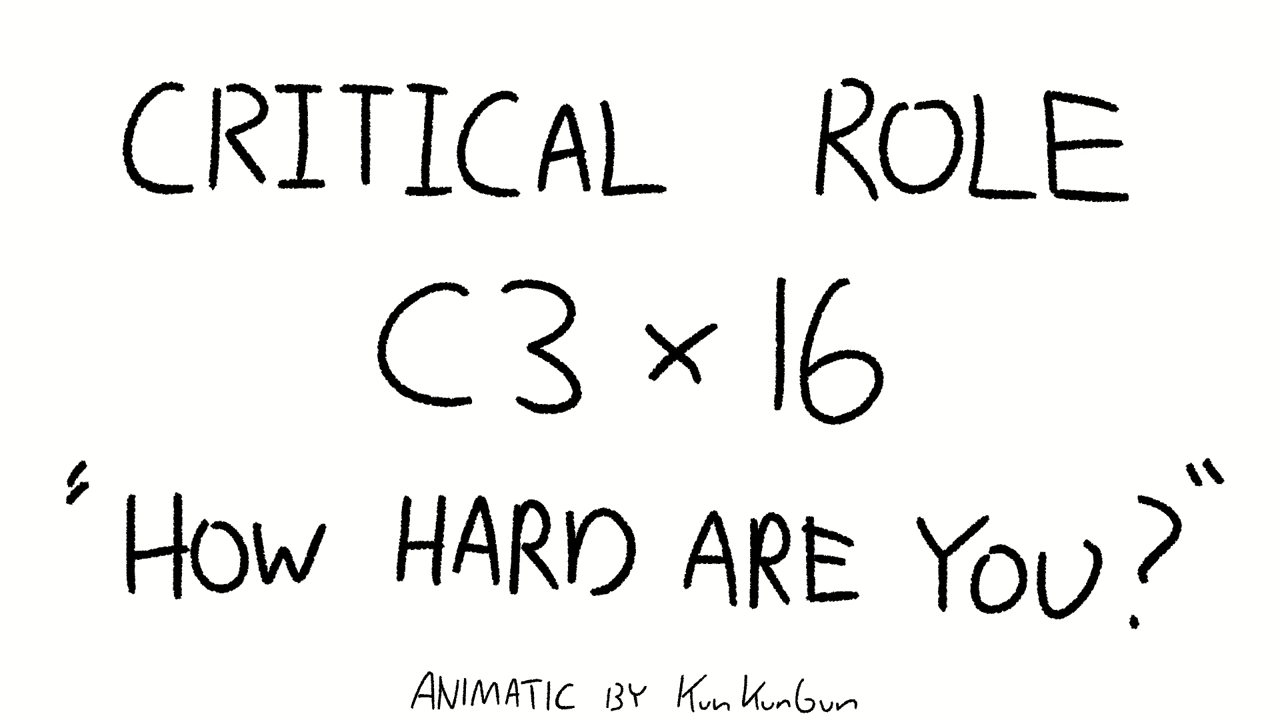 CRITICAL ROLE
C3 x 16
"HOW HARD ARE YOU?"
ANIMATIC BY KunKunGun